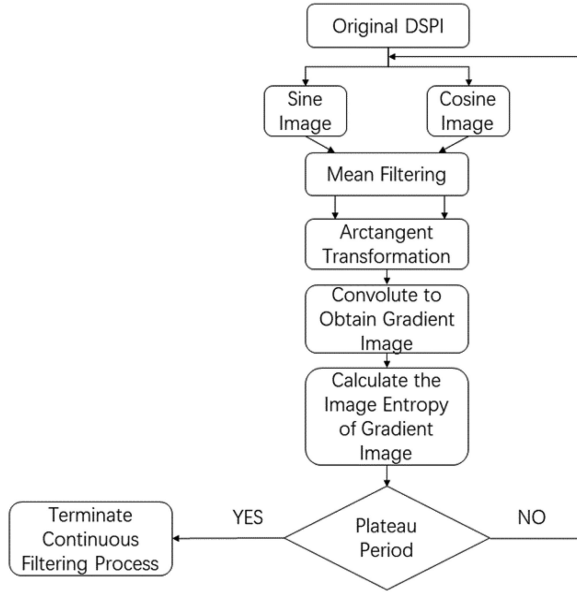 Original DSPI
Sine
Image
Cosine
Image
Mean Filtering
Arctangent
Transformation
Convolute to
Obtain Gradient
Image
Calculate the
Image Entropy
of Gradient
Image
Plateau
Period
YES
NO
Terminate
Continuous
Filtering Process